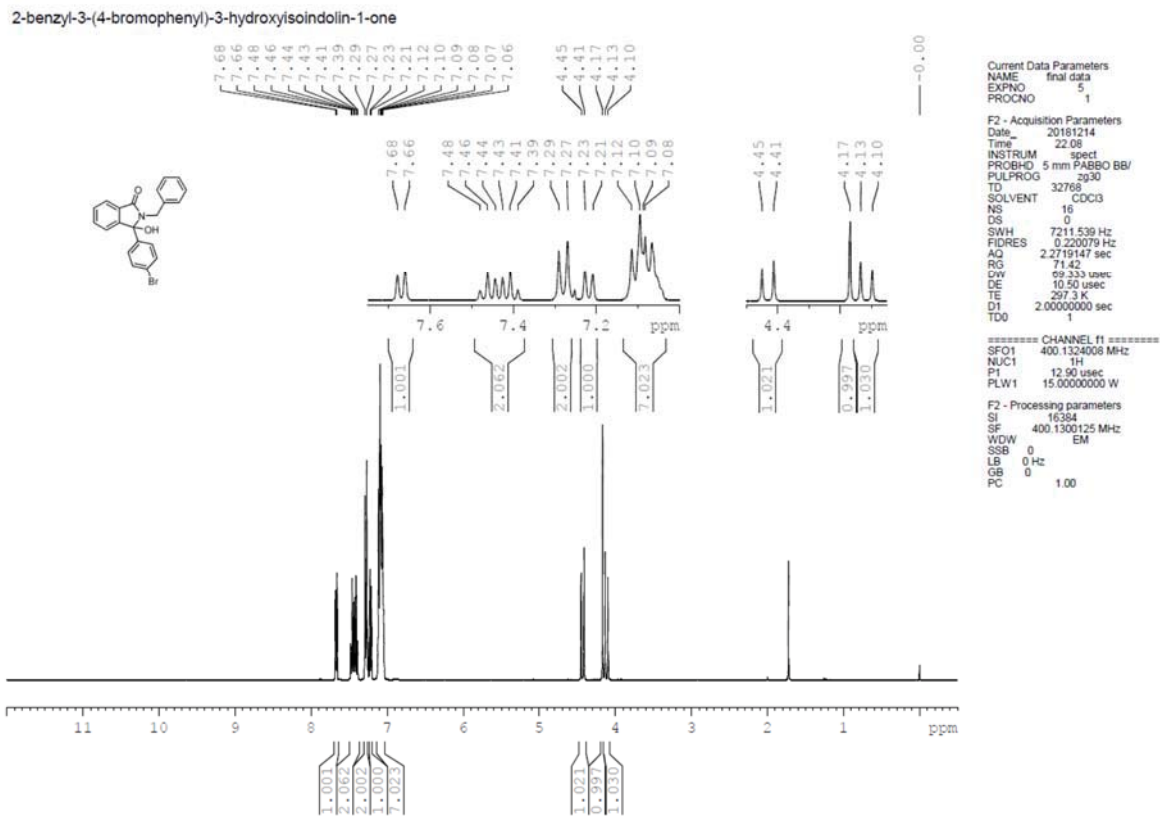 2-benzyl-3-(4-bromophenyl)-3-hydroxyisoindolin-1-one
7.68
7.66
7.48
7.46
7.44
7.43
7.41
7.39
7.29
7.27
7.23
7.21
7.12
7.10
7.09
7.08
7.07
7.06
4.45
4.41
4.17
4.13
4.10
-0.00
7.68
7.66
7.48
7.46
7.44
7.43
7.41
7.39
7.29
7.27
7.23
7.21
7.12
7.10
7.09
7.08
4.45
4.41
4.17
4.13
4.10
O
N
OH
Br
7.6 7.4 7.2 ppm
4.4 ppm
1.001
2.062
2.002
1.000
7.023
1.021
0.997
1.030
11 10 9 8 7 6 5 4 3 2 1 ppm
1.001
2.062
2.002
1.000
7.023
1.021
0.997
1.030
Current Data Parameters
NAME final data
EXPNO 5
PROCNO 1
F2 - Acquisition Parameters
Date_ 20181214
Time 22.08
INSTRUM spect
PROBHD 5 mm PABBO BB/
PULPROG zg30
TD 32768
SOLVENT CDCl3
NS 16
DS 0
SWH 7211.539 Hz
FIDRES 0.220079 Hz
AQ 2.2719147 sec
RG 71.42
DW 69.333 usec
DE 10.50 usec
TE 297.3 K
D1 2.00000000 sec
TD0 1
======== CHANNEL f1 ========
SFO1 400.1324008 MHz
NUC1 1H
P1 12.90 usec
PLW1 15.00000000 W
F2 - Processing parameters
SI 16384
SF 400.1300125 MHz
WDW EM
SSB 0
LB 0 Hz
GB 0
PC 1.00